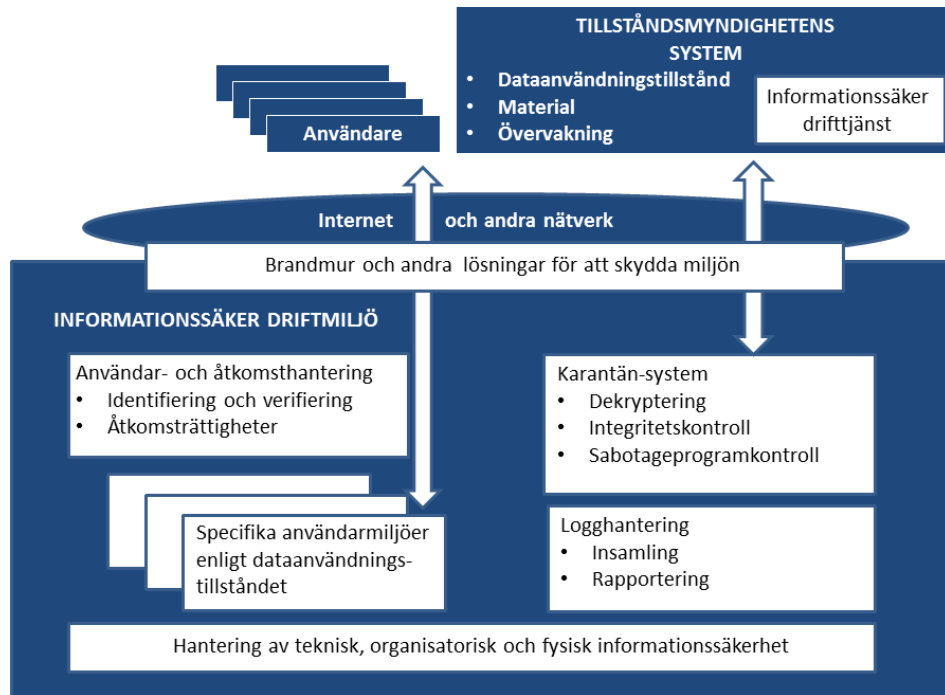 TILLSTÅNDSMYNDIGHETENS
SYSTEM
• Dataanvändningstillstånd
• Material
• Övervakning
Informationssäker
drifttjänst
Användare
Internet och andra nätverk
Brandmur och andra lösningar för att skydda miljön
INFORMATIONSSÄKER DRIFTMILJÖ
Användar- och åtkomsthantering
• Identifiering och verifiering
• Åtkomsträttigheter
Specifika användarmiljöer
enligt dataanvändnings-
tillståndet
Karantän-system
• Dekryptering
• Integritetskontroll
• Sabotageprogramkontroll
Logghantering
• Insamling
• Rapportering
Hantering av teknisk, organisatorisk och fysisk informationssäkerhet